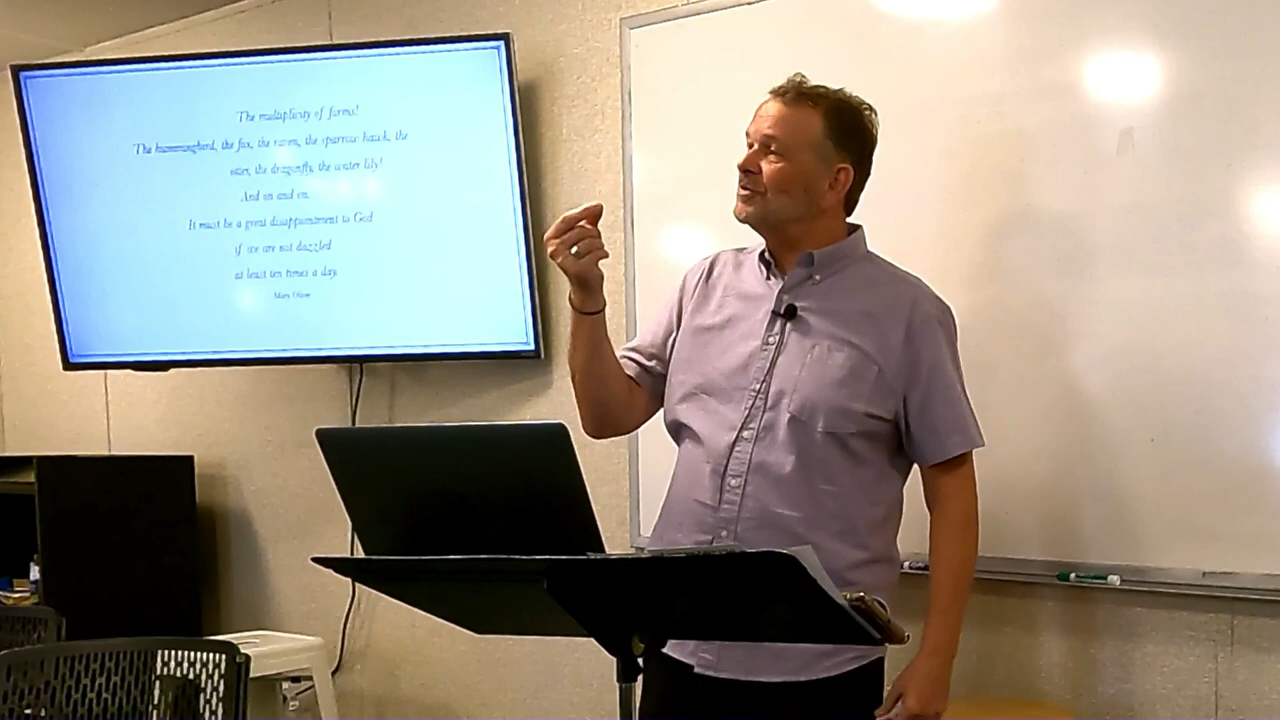 The multiplicity of forms!
The hummingbird, the fox, the raven, the sparrow hawk, the
otter, the dragonfly, the water lily!
And on and on.
It must be a great disappointment to God
if we are not dazzled
at least ten times a day.
Mary Oliver